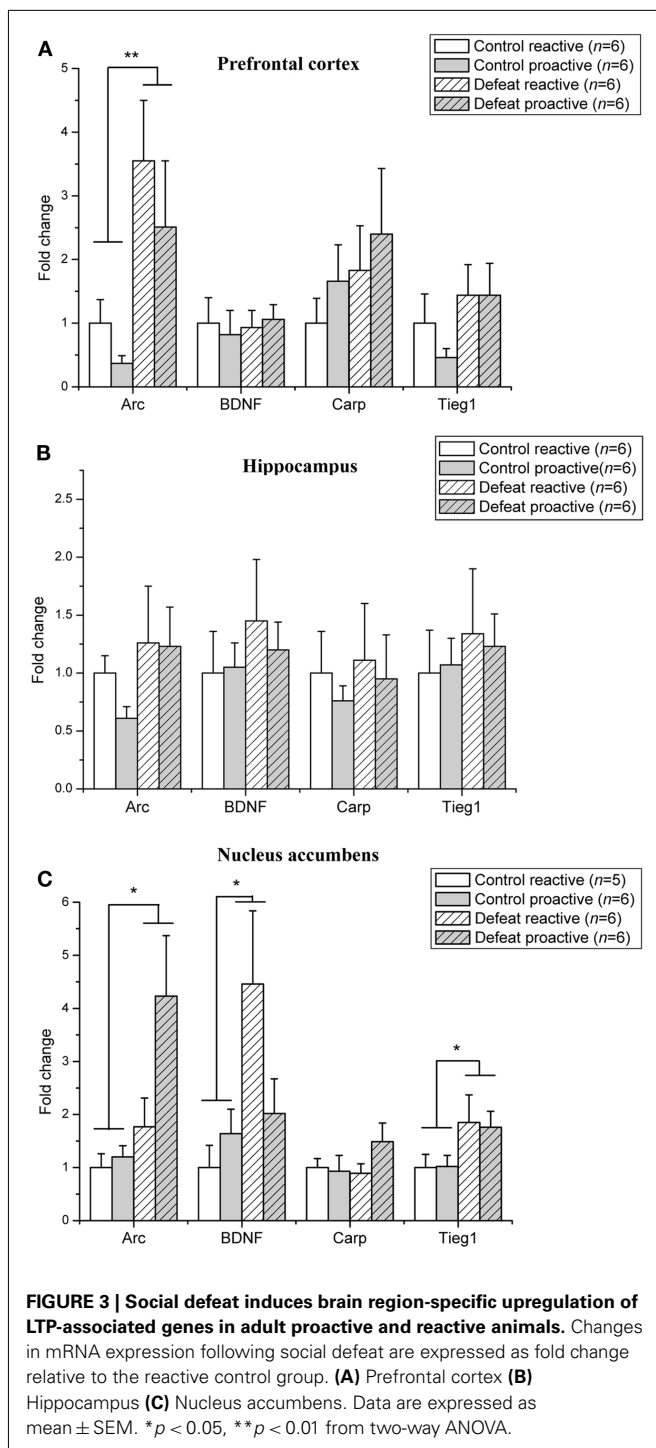 A
**
Prefrontal cortex
Control reactive (n=6)
Control proactive (n=6)
Defeat reactive (n=6)
Defeat proactive (n=6)
5
4
3
2
1
0
Fold change
Arc BDNF Carp Tieg1
B
Hippocampus
Control reactive (n=6)
Control proactive(n=6)
Defeat reactive (n=6)
Defeat proactive (n=6)
2.5
2.0
1.5
1.0
0.5
0.0
Fold change
Arc BDNF Carp Tieg1
Nucleus accumbens
C
* * *
Control reactive (n=5)
Control proactive (n=6)
Defeat reactive (n=6)
Defeat proactive (n=6)
6
5
4
3
2
1
0
Fold change
Arc BDNF Carp Tieg1
FIGURE 3 | Social defeat induces brain region-specific upregulation of
LTP-associated genes in adult proactive and reactive animals. Changes
in mRNA expression following social defeat are expressed as fold change
relative to the reactive control group. (A) Prefrontal cortex (B)
Hippocampus (C) Nucleus accumbens. Data are expressed as
mean ± SEM. *p < 0.05, **p < 0.01 from two-way ANOVA.